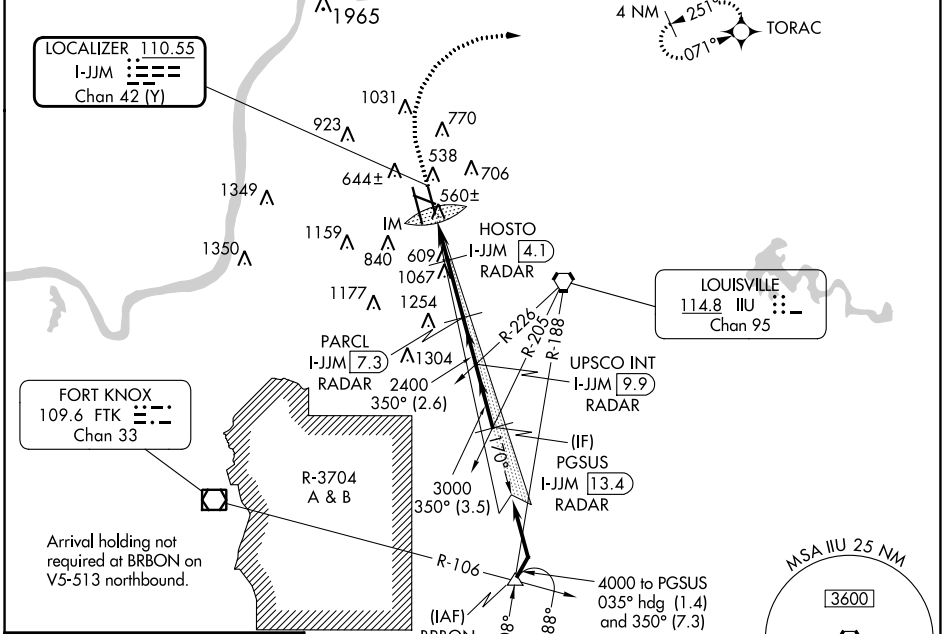 1965
4 NM
251°
071°
TORAC
LOCALIZER 110.55
I-JJM
Chan 42 (Y)
1031
923
770
538
644±
706
560±
1349
IM
HOSTO
I-JJM 4.1
RADAR
1159
840
609
1350
1067
1177
1254
LOUISVILLE
114.8 IIU
Chan 95
R-226
R-205
R-188
PARCL
I-JJM 7.3
RADAR
1304
2400
350° (2.6)
UPSCO INT
I-JJM 9.9
RADAR
FORT KNOX
109.6 FTK
Chan 33
R-3704
A & B
170°
(IF)
PGSUS
I-JJM 13.4
RADAR
3000
350° (3.5)
Arrival holding not
required at BRBON on
V5-513 northbound.
R-106
4000 to PGSUS
035° hdg (1.4)
and 350° (7.3)
(IAF)
MSA IIU 25 NM
3600